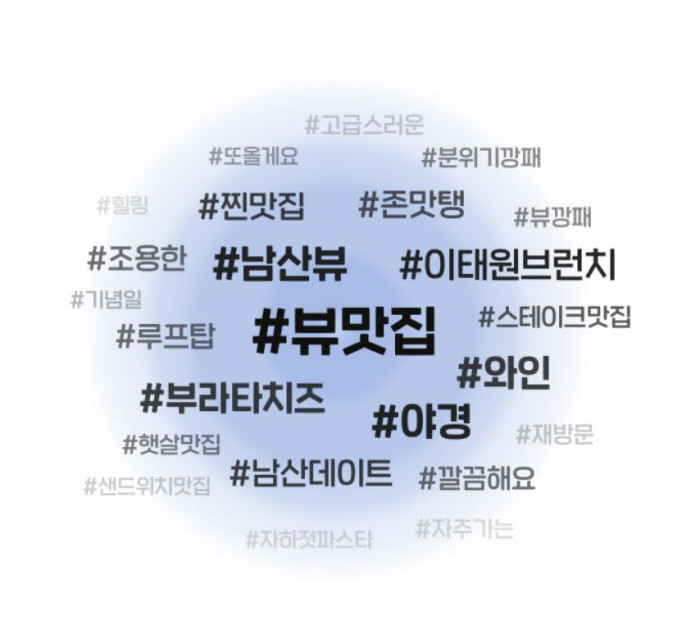 #고급스러운
#또올게요 #분위기깡패
#힐링 #찐맛집 #존맛탱 #뷰깡패
#조용한 #남산뷰 #이태원브런치
#기념일 #루프탑 #뷰맛집 #스테이크맛집
#와인
#부라타치즈 #야경
#햇살맛집 #재방문
#샌드위치맛집 #남산데이트 #깔끔해요
#자하젓파스타 #자주가는